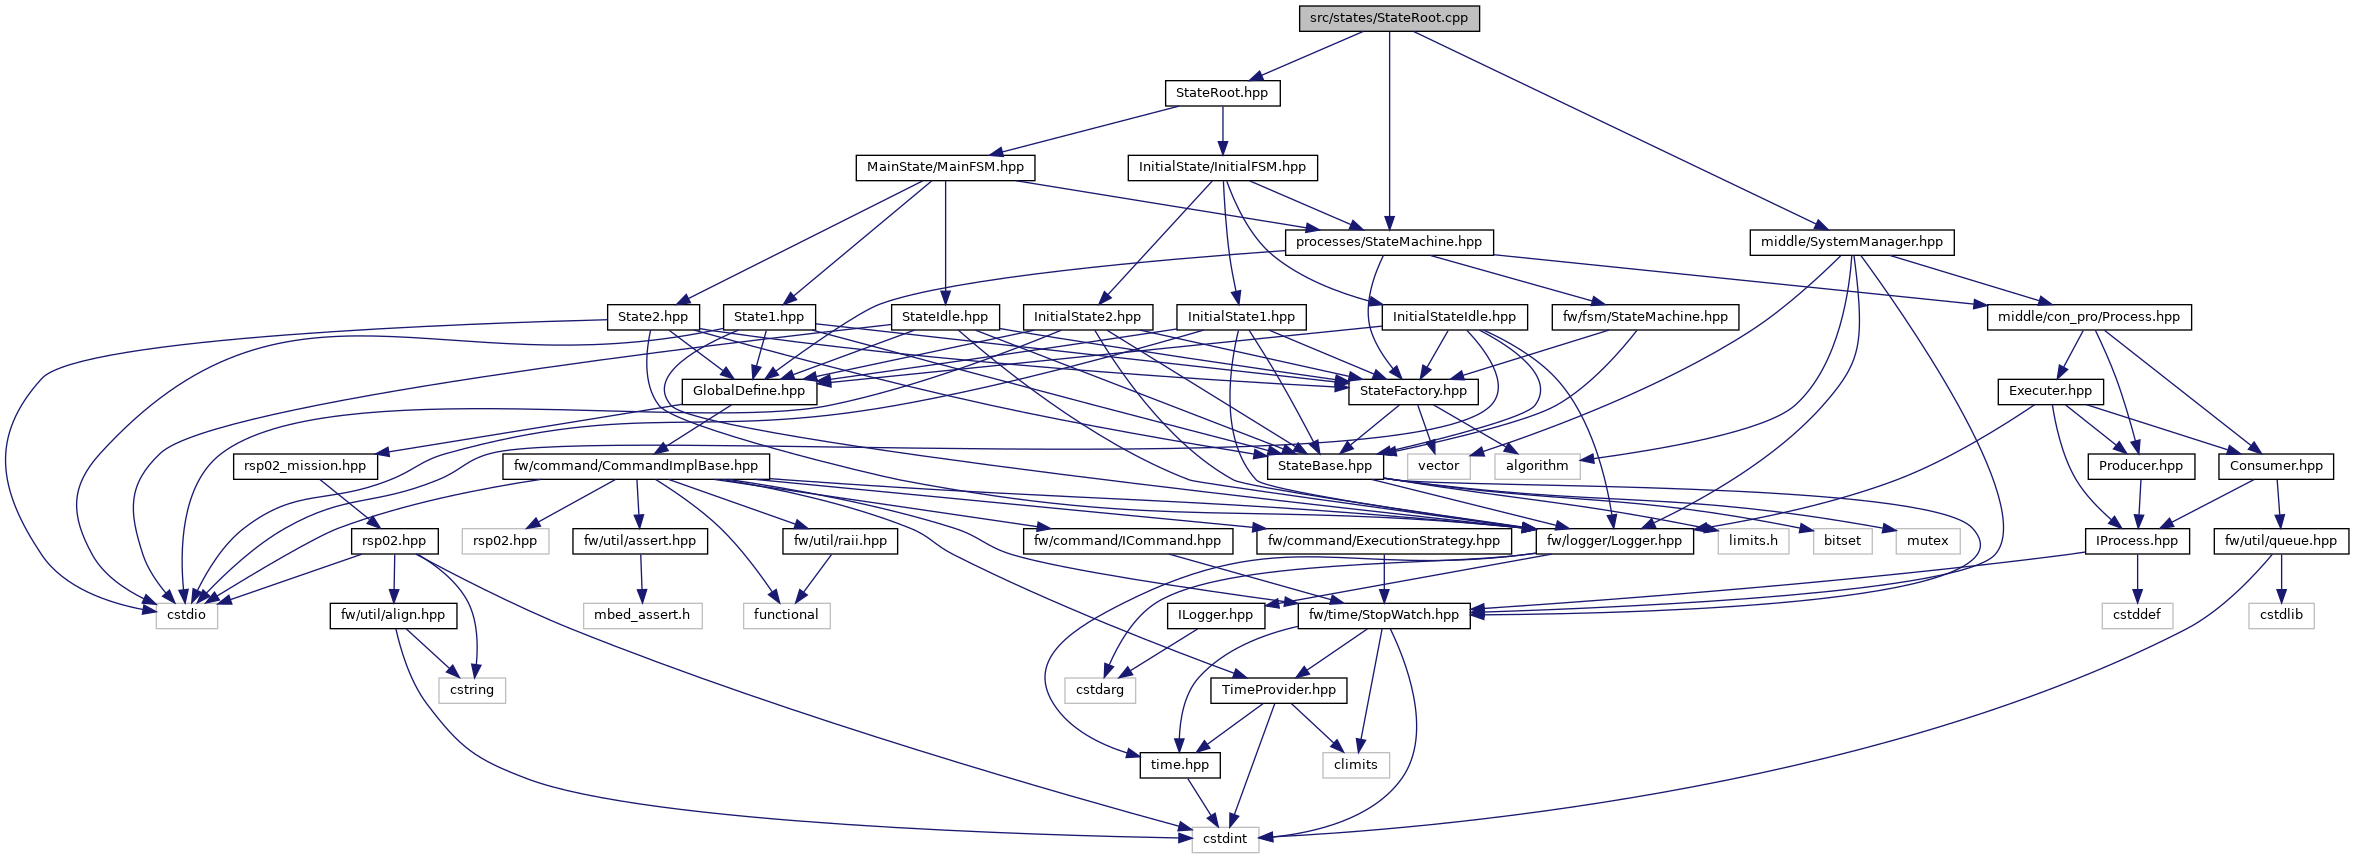 src/states/StateRoot.cpp
StateRoot.hpp
MainState/MainFSM.hpp
InitialState/InitialFSM.hpp
processes/StateMachine.hpp
middle/SystemManager.hpp
State2.hpp
State1.hpp
StateIdle.hpp
InitialState2.hpp
InitialState1.hpp
InitialStateIdle.hpp
fw/fsm/StateMachine.hpp
middle/con_pro/Process.hpp
GlobalDefine.hpp
StateFactory.hpp
Executer.hpp
rsp02_mission.hpp
fw/command/CommandImplBase.hpp
StateBase.hpp
vector
algorithm
Producer.hpp
Consumer.hpp
rsp02.hpp
rsp02.hpp
fw/util/assert.hpp
fw/util/raii.hpp
fw/command/ICommand.hpp
fw/command/ExecutionStrategy.hpp
fw/logger/Logger.hpp
limits.h
bitset
mutex
IProcess.hpp
fw/util/queue.hpp
cstdio
fw/util/align.hpp
mbed_assert.h
functional
ILogger.hpp
fw/time/StopWatch.hpp
cstddef
cstdlib
cstring
cstdarg
TimeProvider.hpp
time.hpp
climits
cstdint